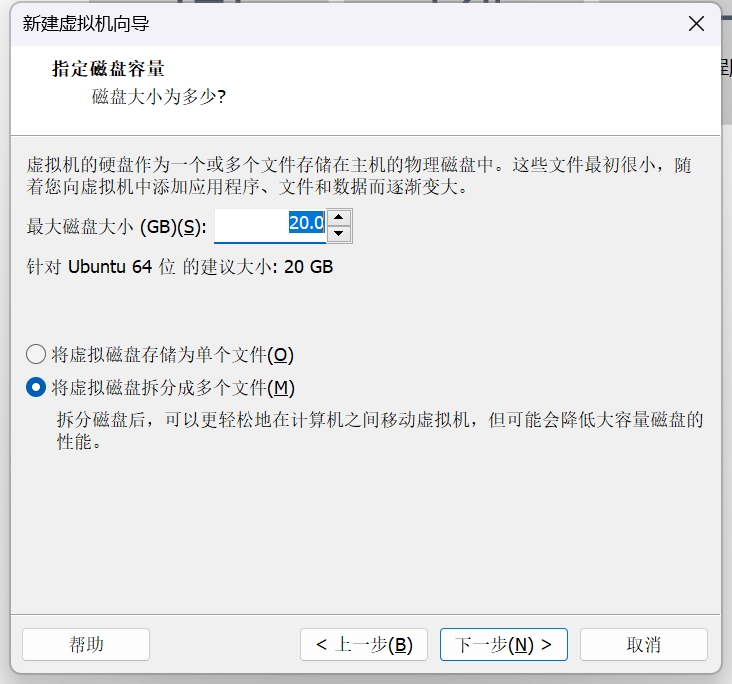 新建虚拟机向导
指定磁盘容量
磁盘大小为多少?
虚拟机的硬盘作为一个或多个文件存储在主机的物理磁盘中。这些文件最初很小，随
着您向虚拟机中添加应用程序、文件和数据而逐渐变大。
最大磁盘大小 (GB)(S): 20.0
针对 Ubuntu 64 位 的建议大小: 20 GB
将虚拟磁盘存储为单个文件(O)
将虚拟磁盘拆分成多个文件(M)
拆分磁盘后，可以更轻松地在计算机之间移动虚拟机，但可能会降低大容量磁盘的
性能。
帮助 < 上一步(B) 下一步(N) > 取消